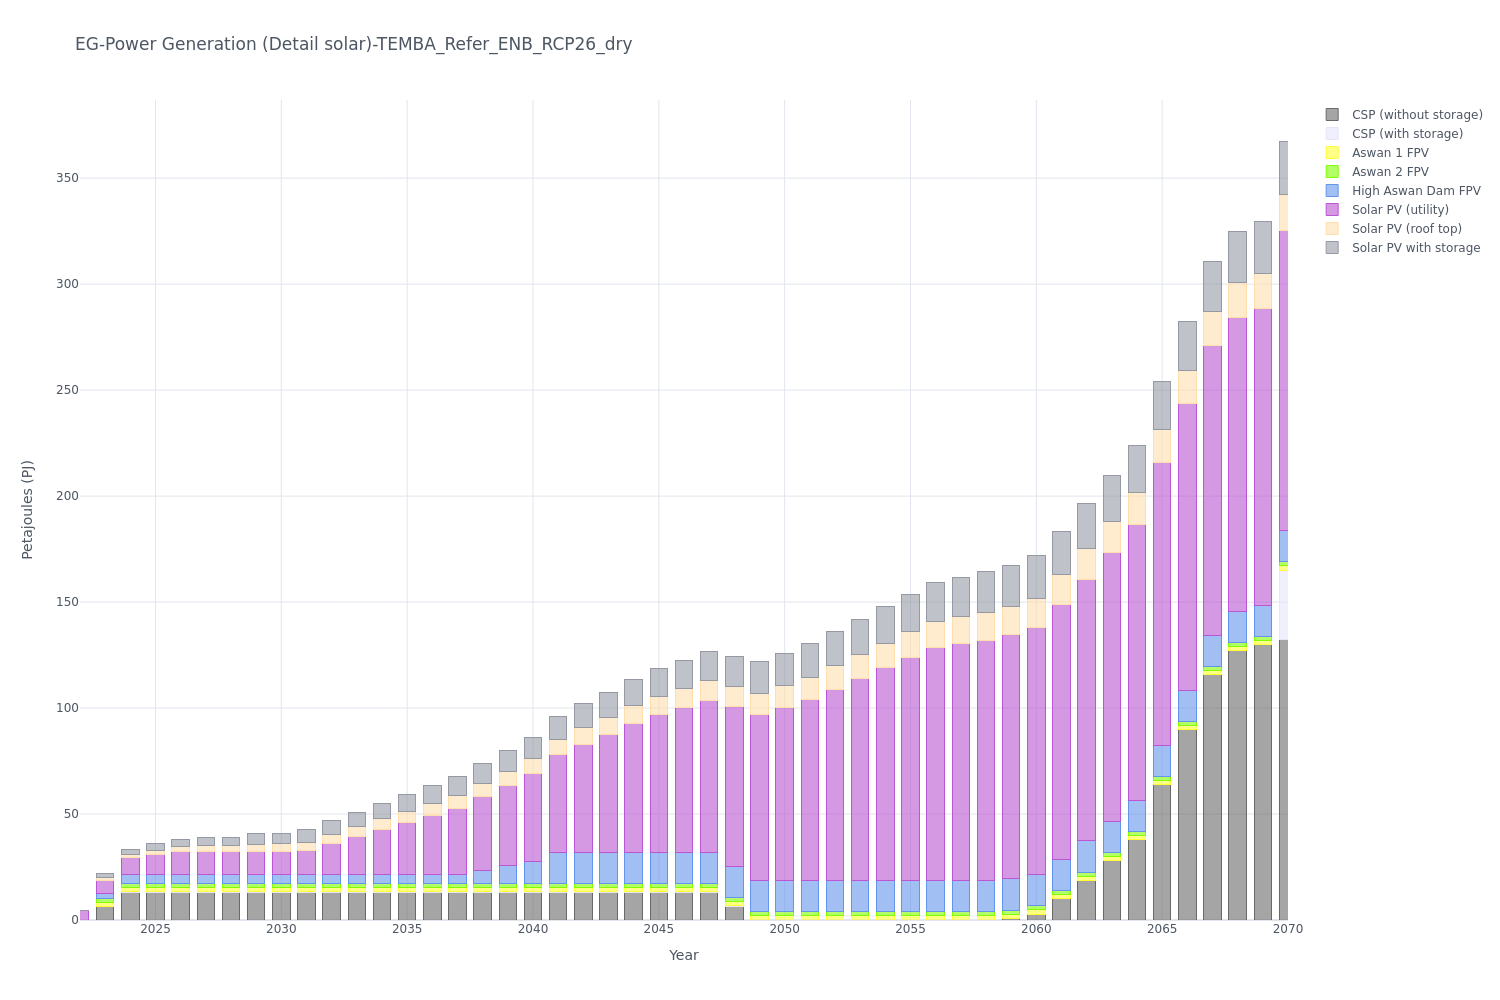 EG-Power Generation (Detail solar)-TEMBA_Refer_ENB_RCP26_dry
CSP (without storage)
CSP (with storage)
Aswan 1 FPV
Aswan 2 FPV
High Aswan Dam FPV
Solar PV (utility)
Solar PV (roof top)
Solar PV with storage
Petajoules (PJ)
350
300
250
200
150
100
50
0
2025 2030 2035 2040 2045 2050 2055 2060 2065 2070
Year